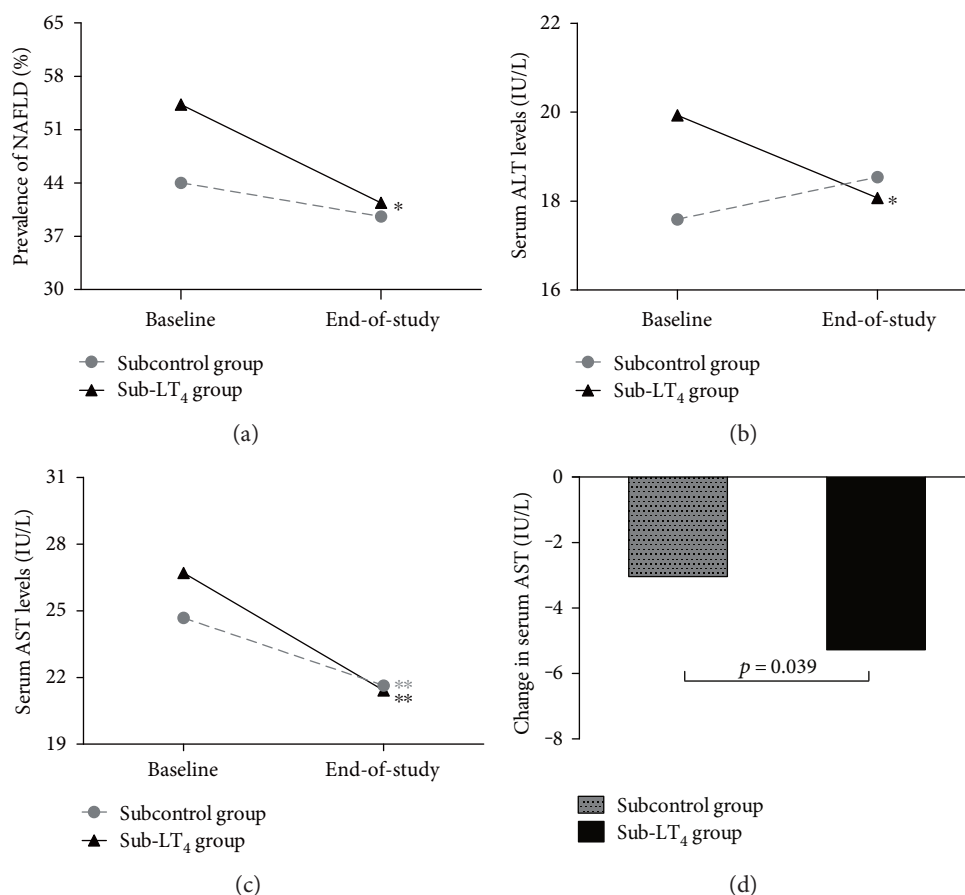 65
58
51
44
37
30
Prevalence of NAFLD (%)
*
Baseline End-of-study
Subcontrol group
Sub-LT₄ group
(a)
22
20
18
16
Serum ALT levels (IU/L)
*
Baseline End-of-study
Subcontrol group
Sub-LT₄ group
(b)
31
28
25
22
19
Serum AST levels (IU/L)
**
**
Baseline End-of-study
Subcontrol group
Sub-LT₄ group
(c)
0
−2
−4
−6
−8
Change in serum AST (IU/L)
p = 0.039
Subcontrol group
Sub-LT₄ group
(d)